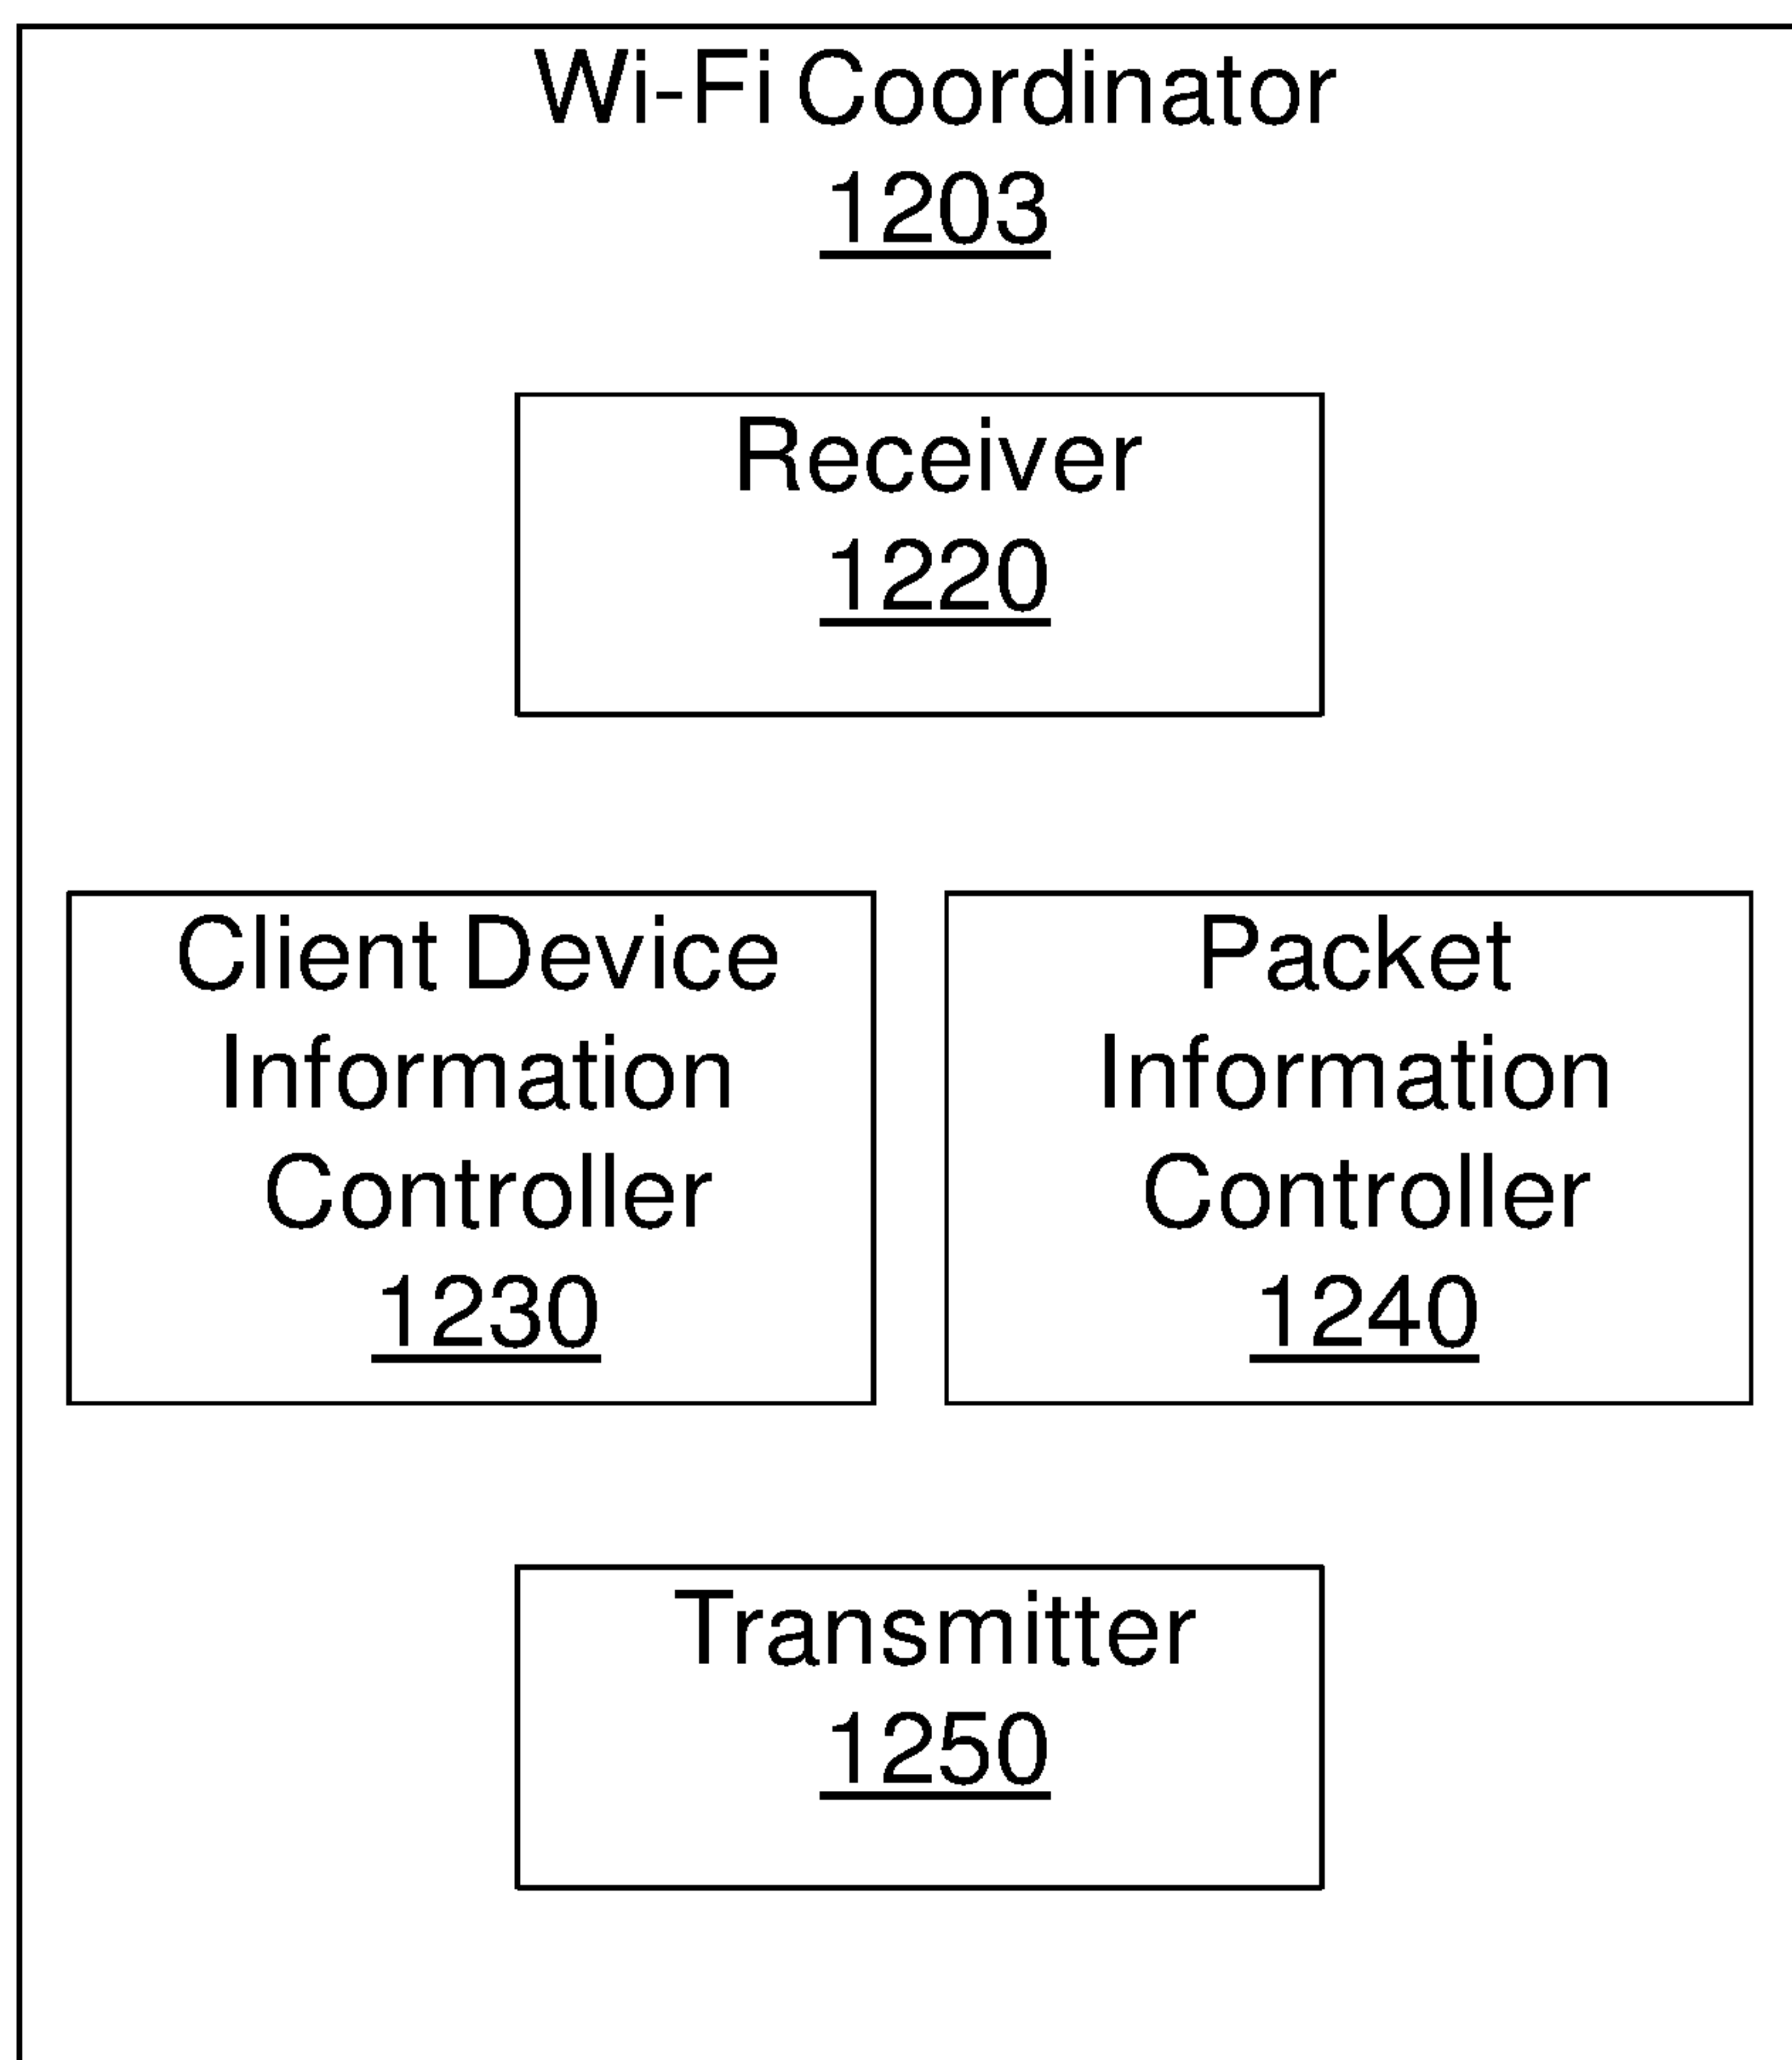 Wi-Fi Coordinator
1203
Receiver
1220
Client Device
Information
Controller
1230
Packet
Information
Controller
1240
Transmitter
1250